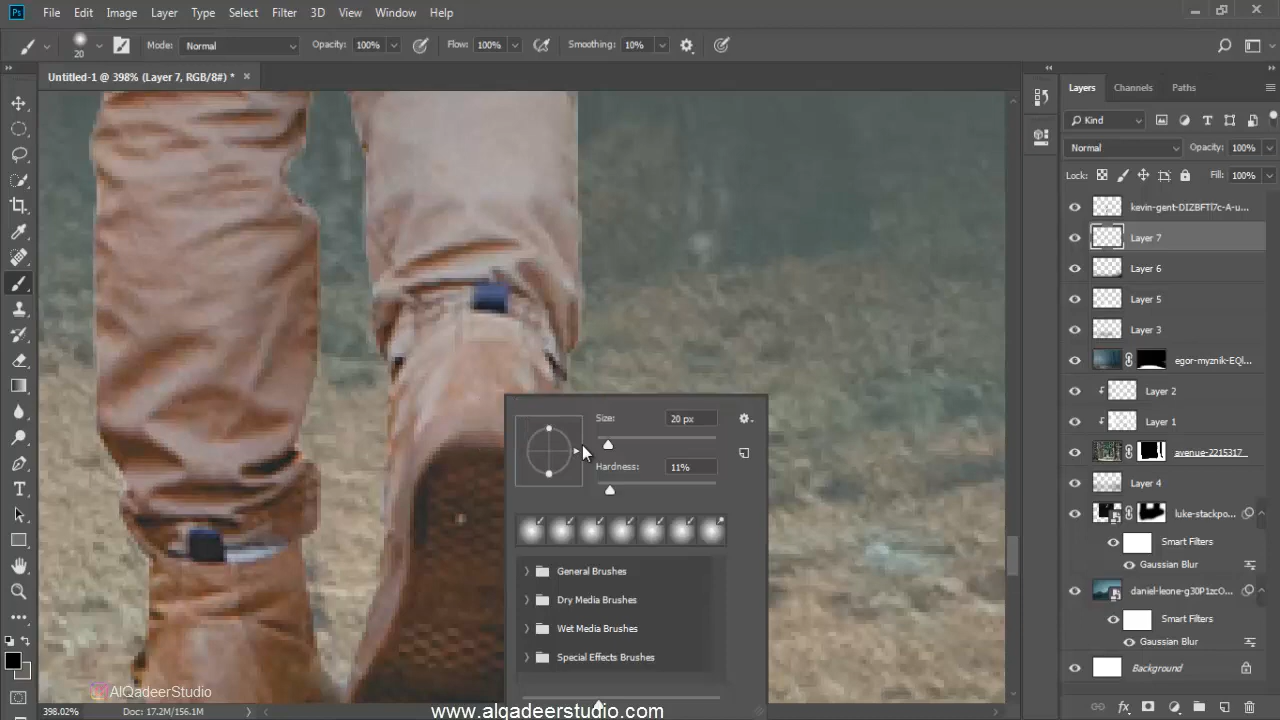 Ps File Edit Image Layer Type Select Filter 3D View Window Help
20 Mode: Normal Opacity: 100% Flow: 100% Smoothing: 10%
Untitled-1 @ 398% (Layer 7, RGB/8#) * ×
Layers Channels Paths
Kind
Normal Opacity: 100%
Lock: Fill: 100%
kevin-gent-DIZBFTl7c-A-u...
Layer 7
Layer 6
Layer 5
Layer 3
egor-myznik-EQl...
Layer 2
Layer 1
avenue-2215317
Layer 4
luke-stackpo...
Smart Filters
Gaussian Blur
daniel-leone-g30P1zcO...
Smart Filters
Gaussian Blur
Background
Size: 20 px
Hardness: 11%
General Brushes
Dry Media Brushes
Wet Media Brushes
Special Effects Brushes
AlQadeerStudio
398.02% Doc: 17.2M/156.1M
www.alqadeerstudio.com